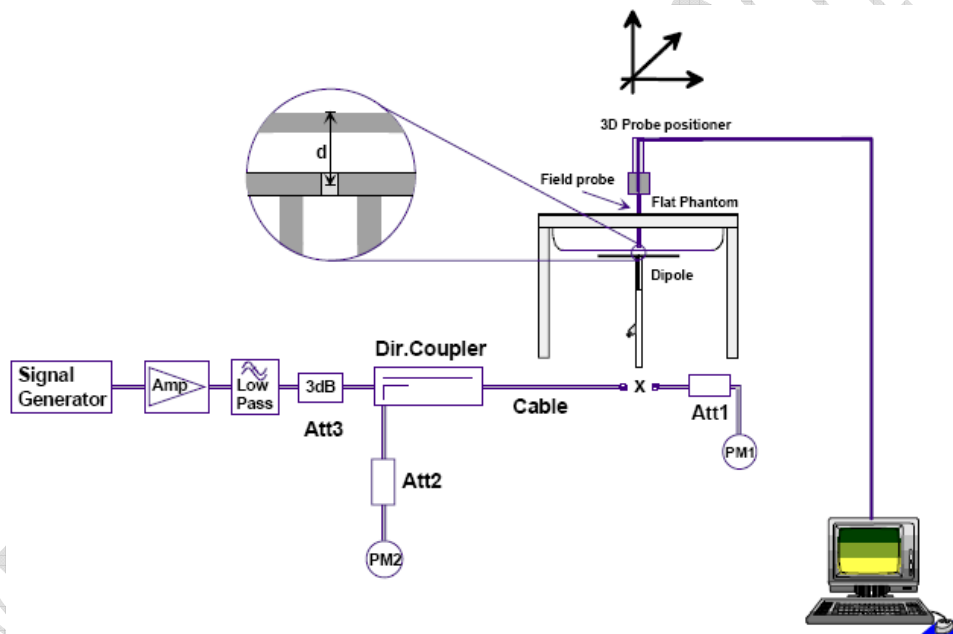 3D Probe positioner
d
Field probe
Flat Phantom
Dipole
Dir.Coupler
Signal
Generator
Amp
Low
Pass
3dB
Att3
Cable
X
Att1
PM1
Att2
PM2